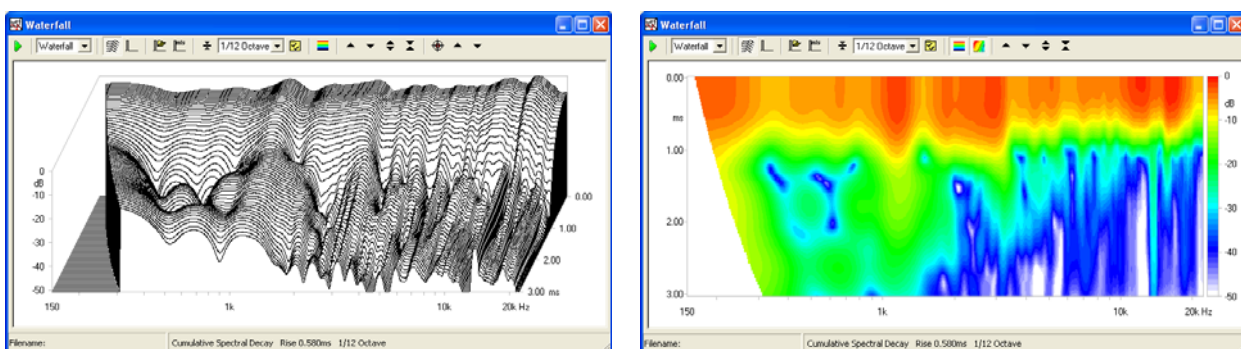 Waterfall
Waterfall
1/12 Octave
0
dB
-10
-20
-30
-40
-50
0.00
1.00
2.00
3.00 ms
150
1k
10k
20k Hz
Filename:
Cumulative Spectral Decay Rise 0.580ms 1/12 Octave
Waterfall
Waterfall
1/12 Octave
0.00
ms
1.00
2.00
3.00
0
dB
-10
-20
-30
-40
-50
150
1k
10k
20k Hz
Filename:
Cumulative Spectral Decay Rise 0.580ms 1/12 Octave